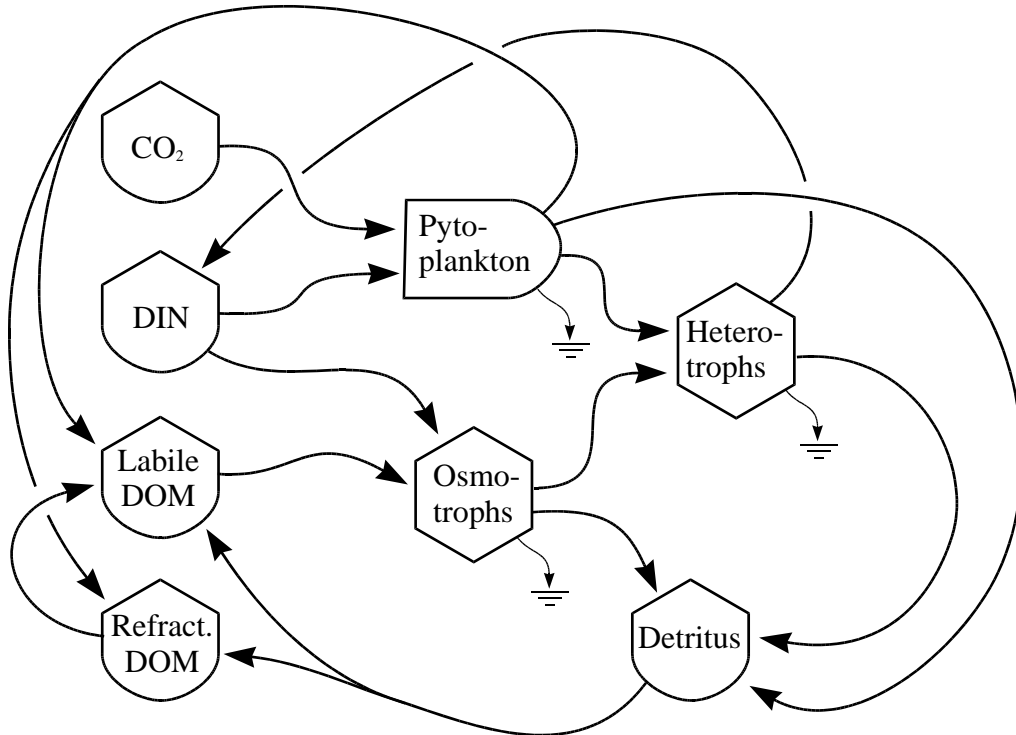 CO₂
Pyto-
plankton
DIN
Hetero-
trophs
Labile
DOM
Osmo-
trophs
Refract.
DOM
Detritus